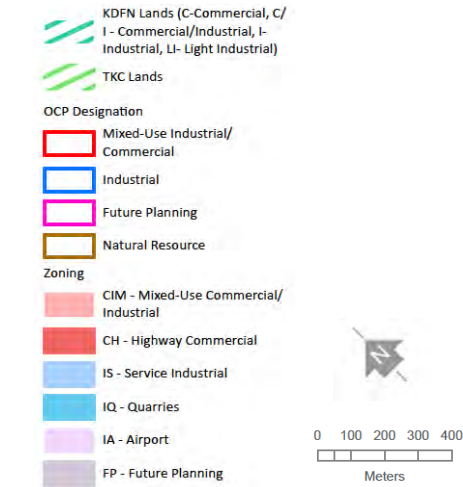 KDFN Lands (C-Commercial, C/
I - Commercial/Industrial, I-
Industrial, LI- Light Industrial)
TKC Lands
OCP Designation
Mixed-Use Industrial/
Commercial
Industrial
Future Planning
Natural Resource
Zoning
CIM - Mixed-Use Commercial/
Industrial
CH - Highway Commercial
IS - Service Industrial
IQ - Quarries
IA - Airport
FP - Future Planning
N
0 100 200 300 400
Meters